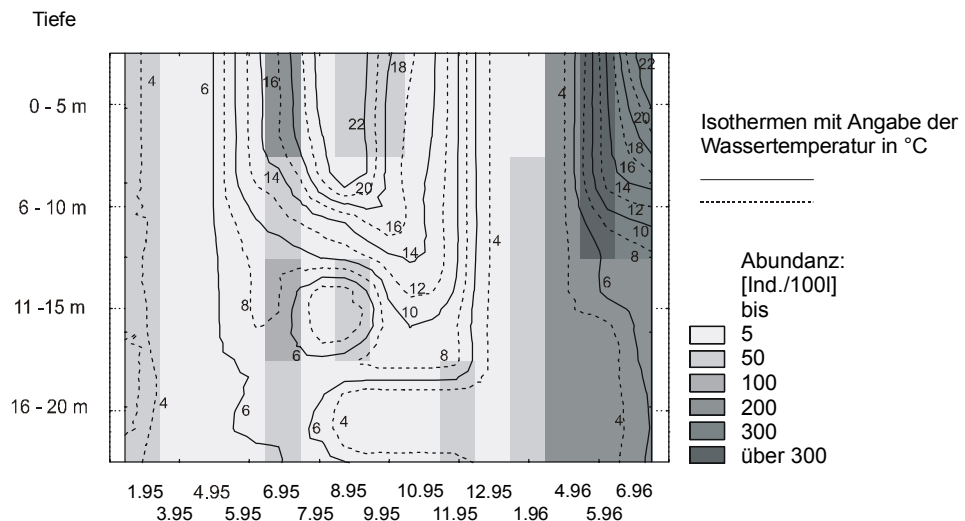 Tiefe
0 - 5 m
6 - 10 m
11 -15 m
16 - 20 m
4
6
16
18
22
4
22
20
18
16
14
12
10
8
6
14
20
16
14
12
10
8
8
6
4
6
6
4
4
4
1.95 4.95 6.95 8.95 10.95 12.95 4.96 6.96
3.95 5.95 7.95 9.95 11.95 1.96 5.96
Isothermen mit Angabe der
Wassertemperatur in °C
Abundanz:
[Ind./100l]
bis
5
50
100
200
300
über 300